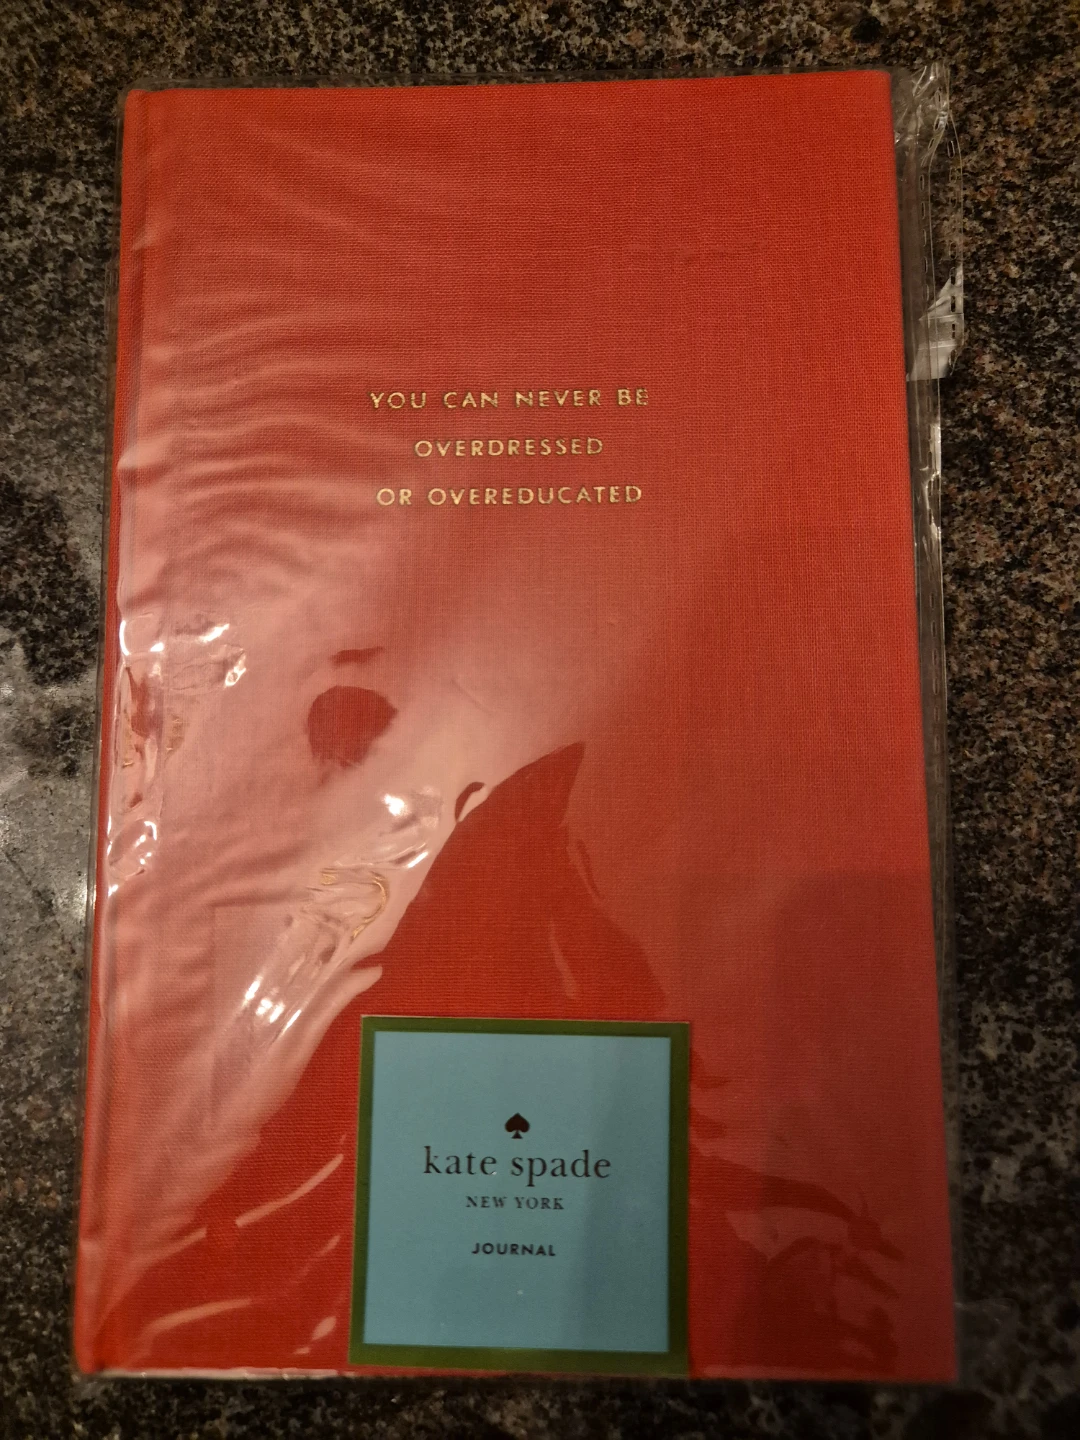 YOU CAN NEVER BE
OVERDRESSED
OR OVEREDUCATED
kate spade
NEW YORK
JOURNAL